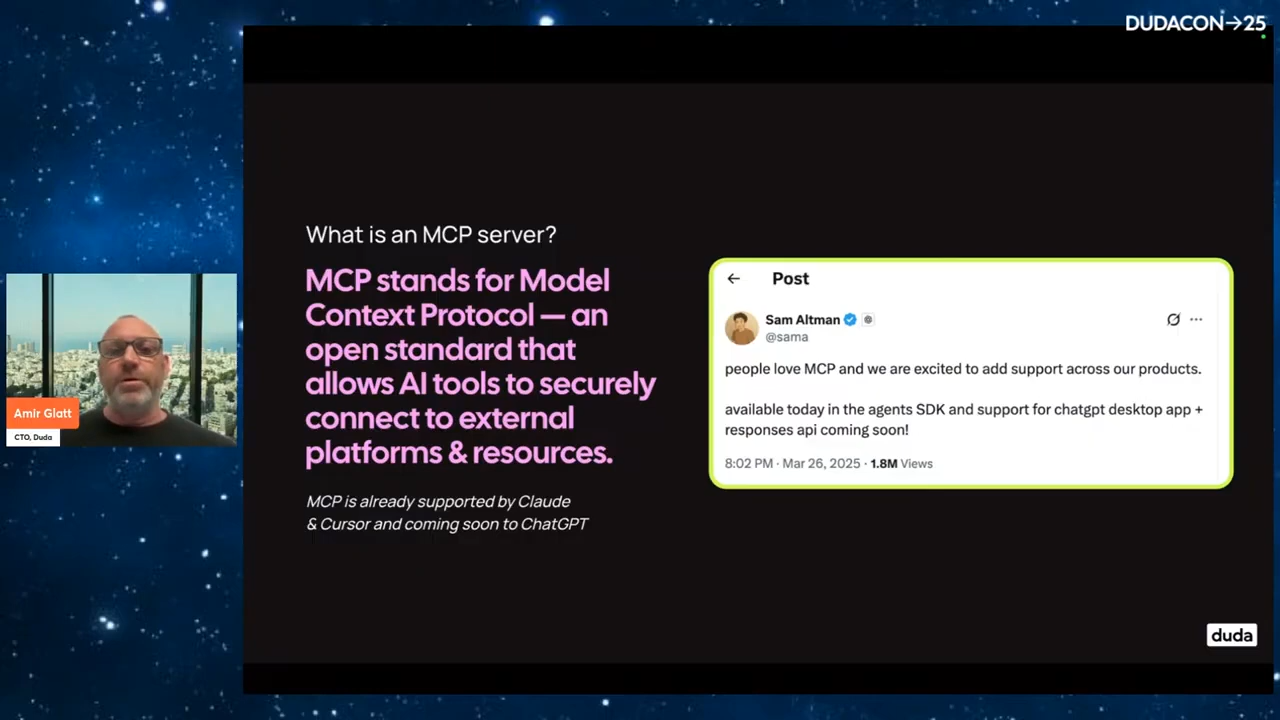 DUDACON→25
What is an MCP server?
MCP stands for Model
Context Protocol — an
open standard that
allows AI tools to securely
connect to external
platforms & resources.
MCP is already supported by Claude
& Cursor and coming soon to ChatGPT
← Post
Sam Altman
@sama
people love MCP and we are excited to add support across our products.
available today in the agents SDK and support for chatgpt desktop app +
responses api coming soon!
8:02 PM · Mar 26, 2025 · 1.8M Views
Amir Glatt
CTO, Duda
duda